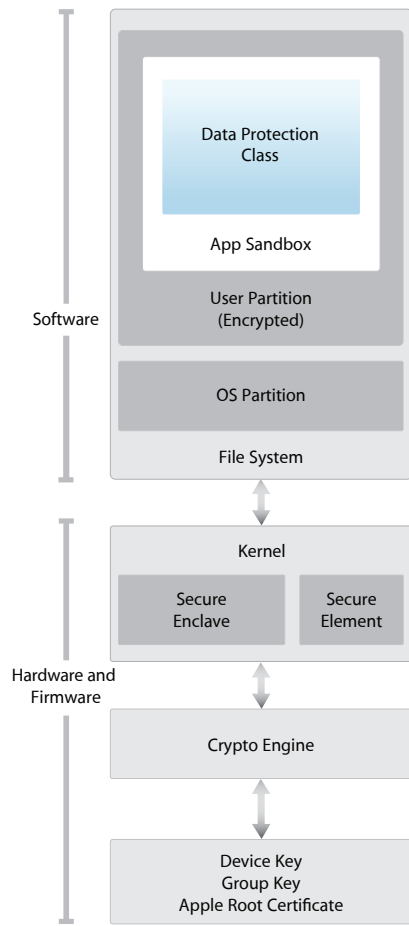 Data Protection
Class
App Sandbox
User Partition
(Encrypted)
Software
OS Partition
File System
Kernel
Secure
Enclave
Secure
Element
Hardware and
Firmware
Crypto Engine
Device Key
Group Key
Apple Root Certificate